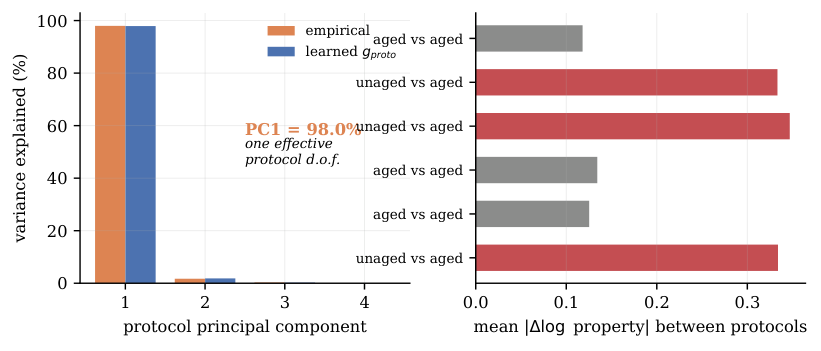 100
80
60
40
20
0
variance explained (%)
1
2
3
4
protocol principal component
empirical
learned g_proto
PC1 = 98.0%
one effective
protocol d.o.f.
aged vs aged
unaged vs aged
unaged vs aged
aged vs aged
aged vs aged
unaged vs aged
0.0
0.1
0.2
0.3
mean |Δlog property| between protocols